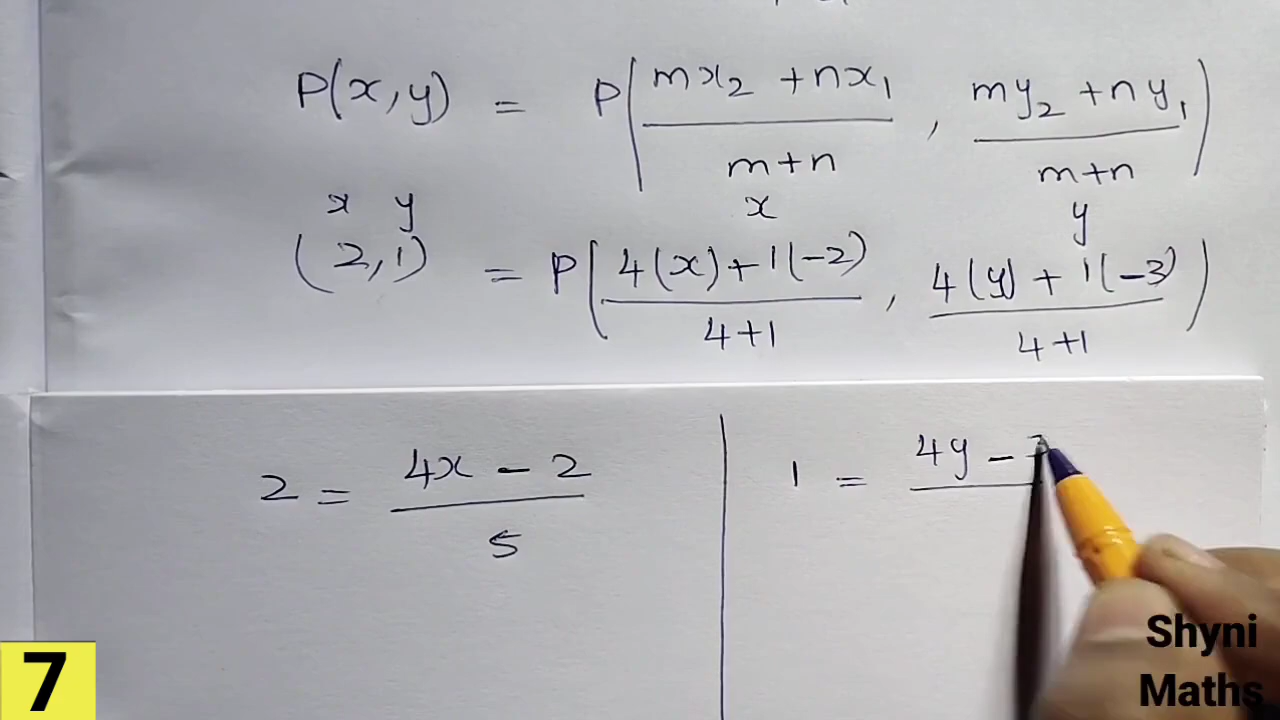 P(x,y) = P(mx₂ + nx₁ / m+n , my₂ + ny₁ / m+n)
x y x y
(2,1) = P(4(x)+1(-2) / 4+1 , 4(y)+1(-3) / 4+1)
2 = 4x - 2 / 5
1 = 4y -
7
Shyni
Maths